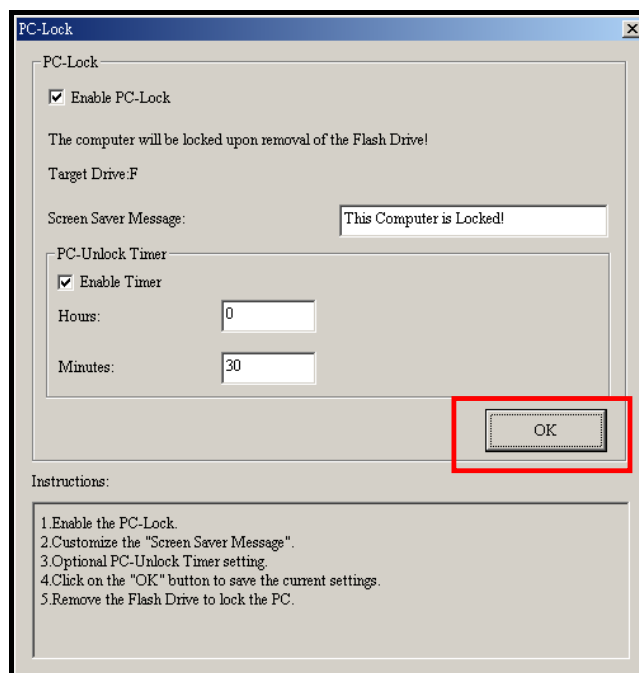 PC-Lock
PC-Lock
Enable PC-Lock
The computer will be locked upon removal of the Flash Drive!
Target Drive:F
Screen Saver Message: This Computer is Locked!
PC-Unlock Timer
Enable Timer
Hours: 0
Minutes: 30
OK
Instructions:
1.Enable the PC-Lock.
2.Customize the "Screen Saver Message".
3.Optional PC-Unlock Timer setting.
4.Click on the "OK" button to save the current settings.
5.Remove the Flash Drive to lock the PC.